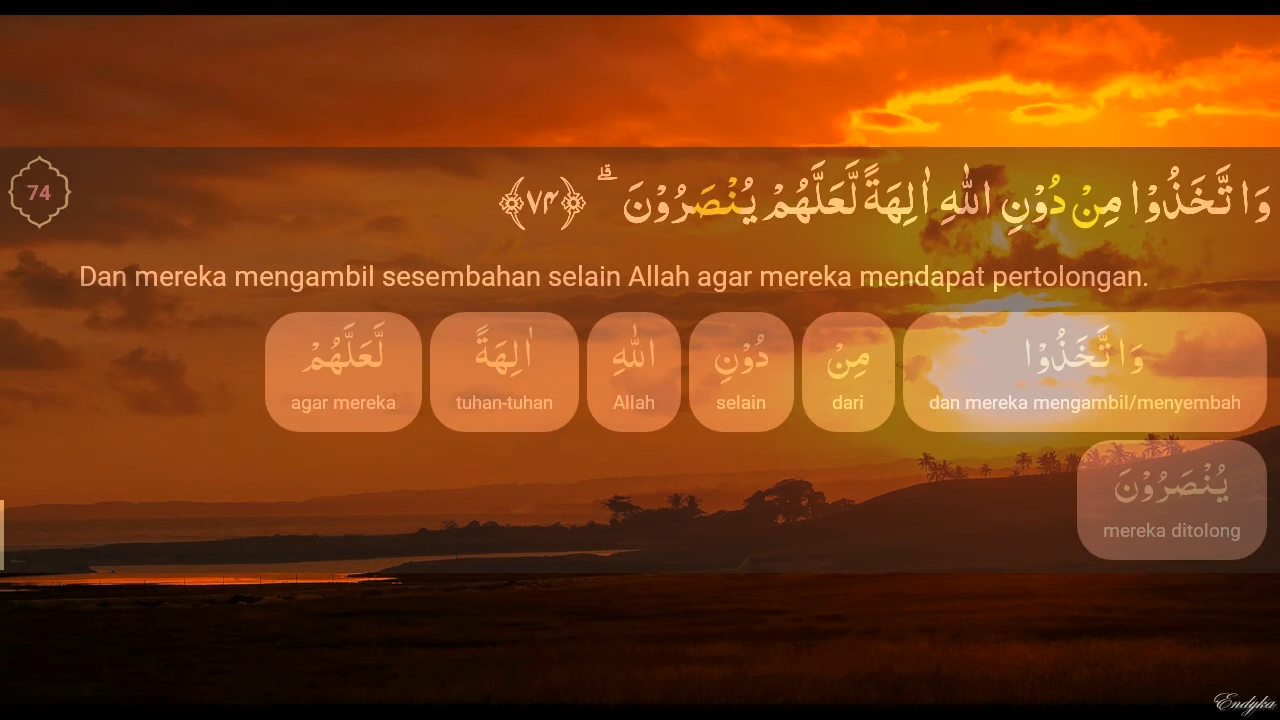 74
وَاتَّخَذُوْا مِنْ دُوْنِ اللّٰهِ اٰلِهَةً لَّعَلَّهُمْ يُنْصَرُوْنَ ۗ ﴿٧٤﴾
Dan mereka mengambil sesembahan selain Allah agar mereka mendapat pertolongan.
وَاتَّخَذُوْا مِنْ دُوْنِ اللّٰهِ اٰلِهَةً لَّعَلَّهُمْ
dan mereka mengambil/menyembah dari selain Allah tuhan-tuhan agar mereka
يُنْصَرُوْنَ
mereka ditolong
Endyka